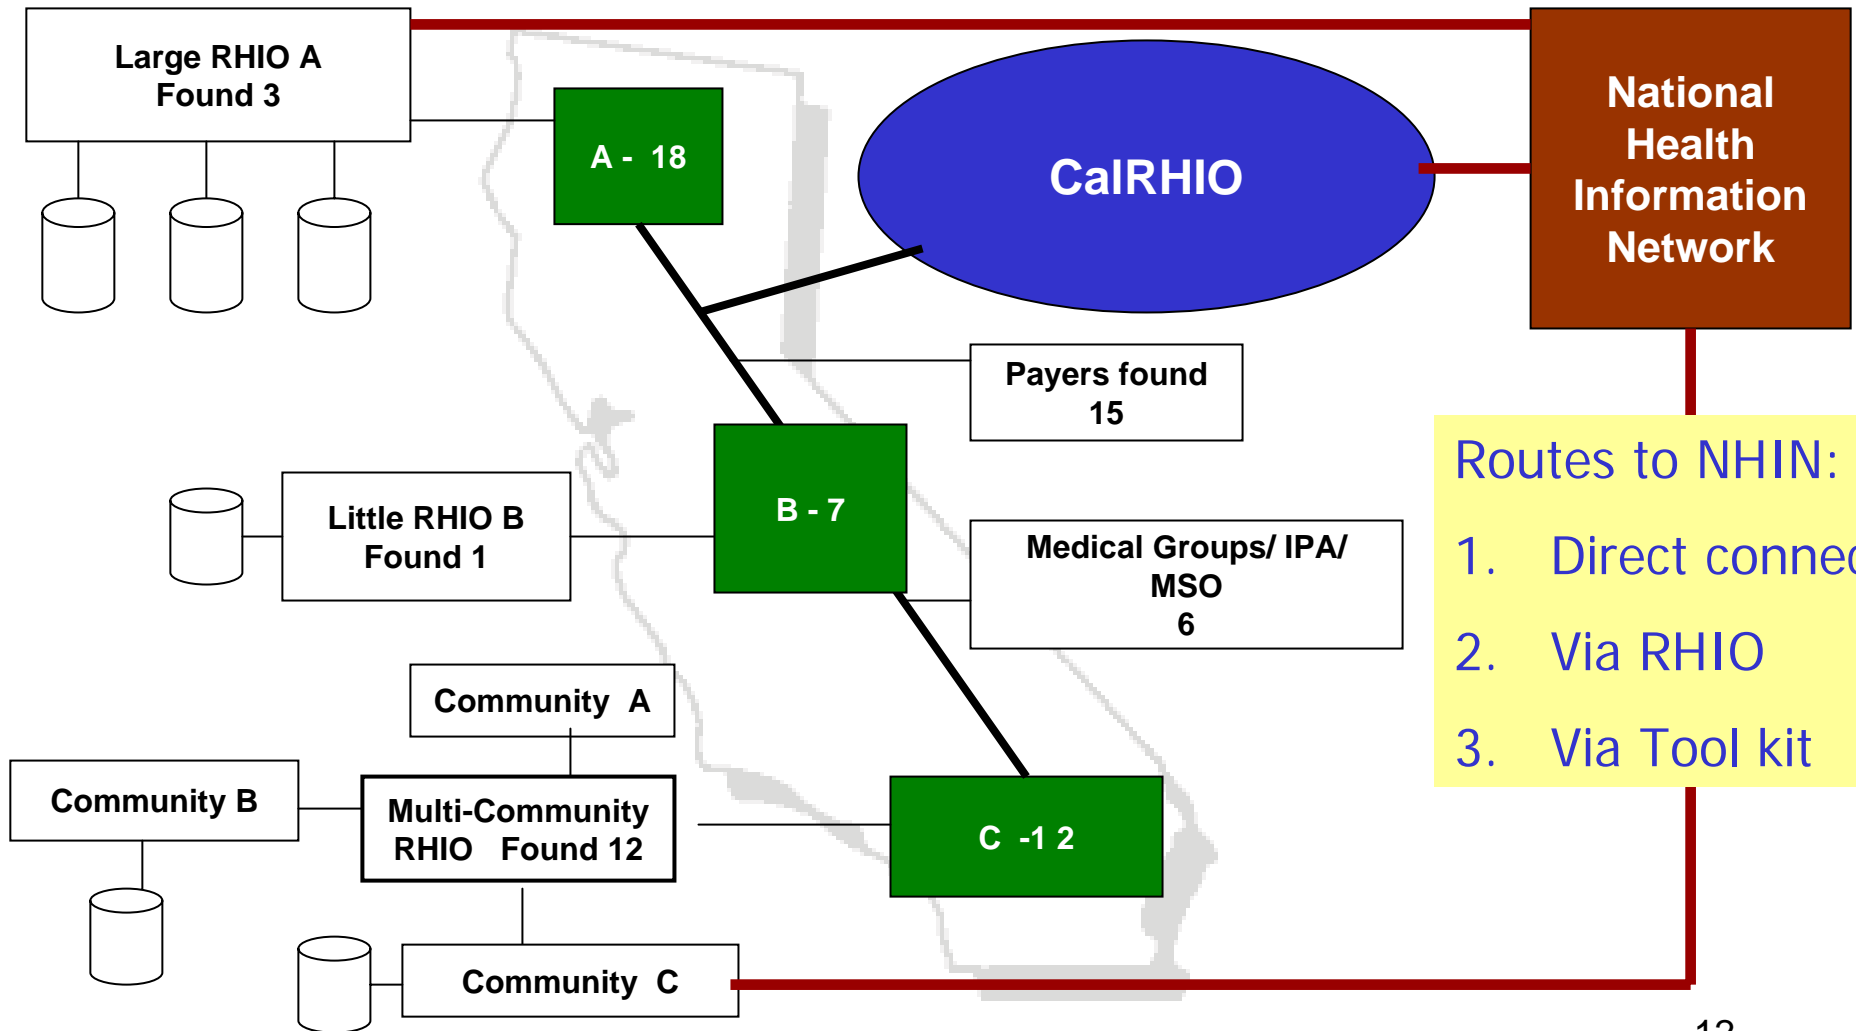 Large RHIO A
Found 3
A - 18
CalRHIO
National
Health
Information
Network
Payers found
15
Little RHIO B
Found 1
B - 7
Medical Groups/ IPA/
MSO
6
Routes to NHIN:
1. Direct connec
2. Via RHIO
3. Via Tool kit
Community A
Community B
Multi-Community
RHIO Found 12
C -1 2
Community C
12